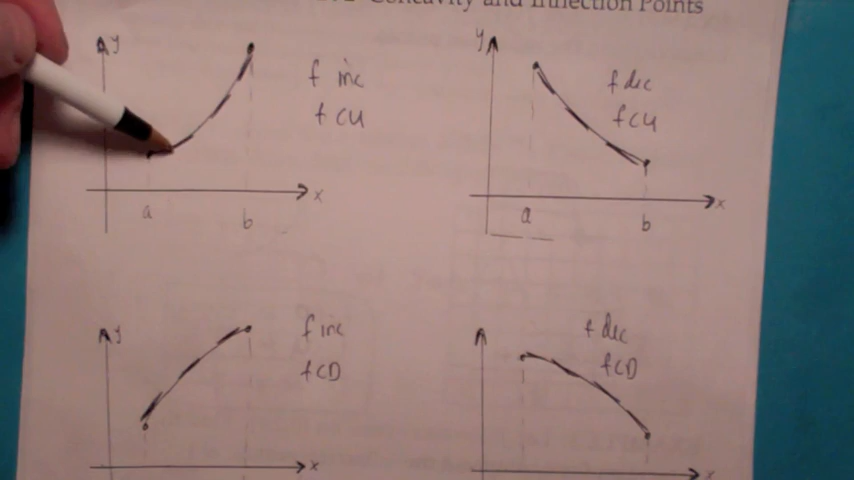 Concavity and Inflection Points
y
f inc
f CU
x
a
b
y
f dec
f CU
x
a
b
y
f inc
f CD
x
f dec
f CD
x